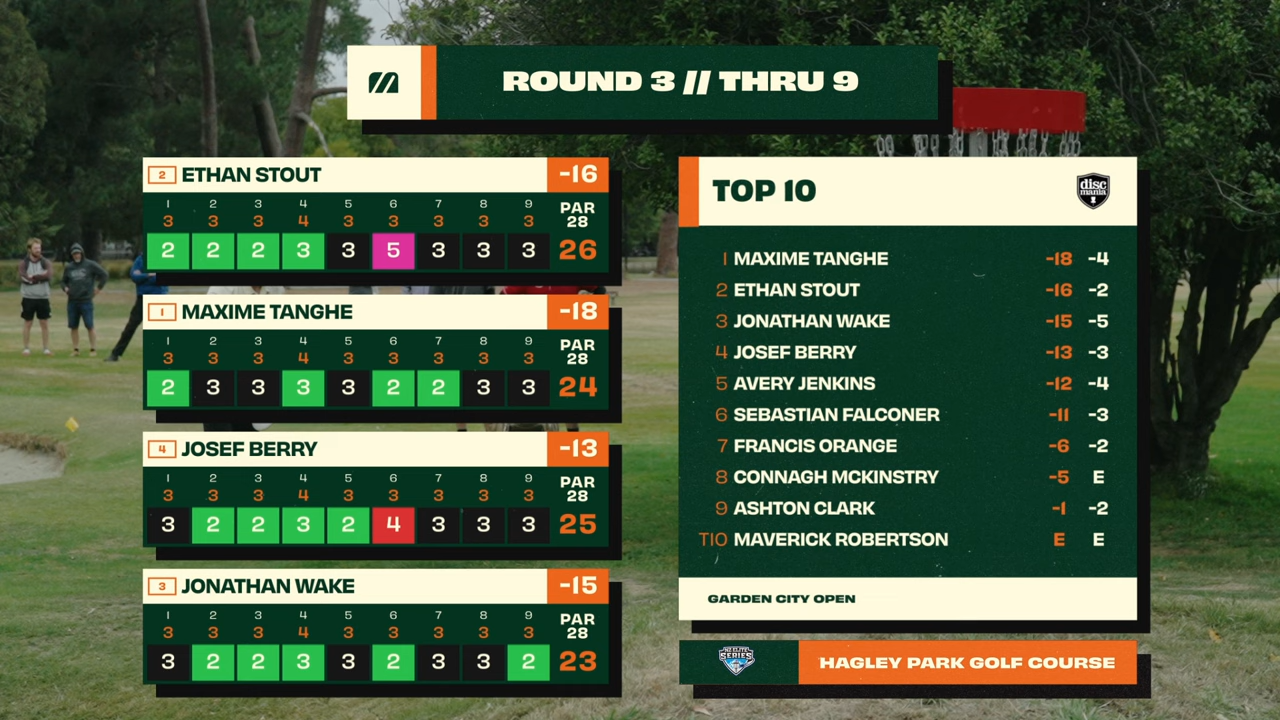 ROUND 3 // THRU 9
2 ETHAN STOUT -16
1 2 3 4 5 6 7 8 9 PAR
3 3 3 4 3 3 3 3 3 28
2 2 2 3 3 5 3 3 3 26
1 MAXIME TANGHE -18
1 2 3 4 5 6 7 8 9 PAR
3 3 3 4 3 3 3 3 3 28
2 3 3 3 3 2 2 3 3 24
4 JOSEF BERRY -13
1 2 3 4 5 6 7 8 9 PAR
3 3 3 4 3 3 3 3 3 28
3 2 2 3 2 4 3 3 3 25
3 JONATHAN WAKE -15
1 2 3 4 5 6 7 8 9 PAR
3 3 3 4 3 3 3 3 3 28
3 2 2 3 3 2 3 3 2 23
TOP 10
disc
mania
1 MAXIME TANGHE -18 -4
2 ETHAN STOUT -16 -2
3 JONATHAN WAKE -15 -5
4 JOSEF BERRY -13 -3
5 AVERY JENKINS -12 -4
6 SEBASTIAN FALCONER -11 -3
7 FRANCIS ORANGE -6 -2
8 CONNAGH MCKINSTRY -5 E
9 ASHTON CLARK -1 -2
T10 MAVERICK ROBERTSON E E
GARDEN CITY OPEN
NZ ELITE
SERIES
HAGLEY PARK GOLF COURSE